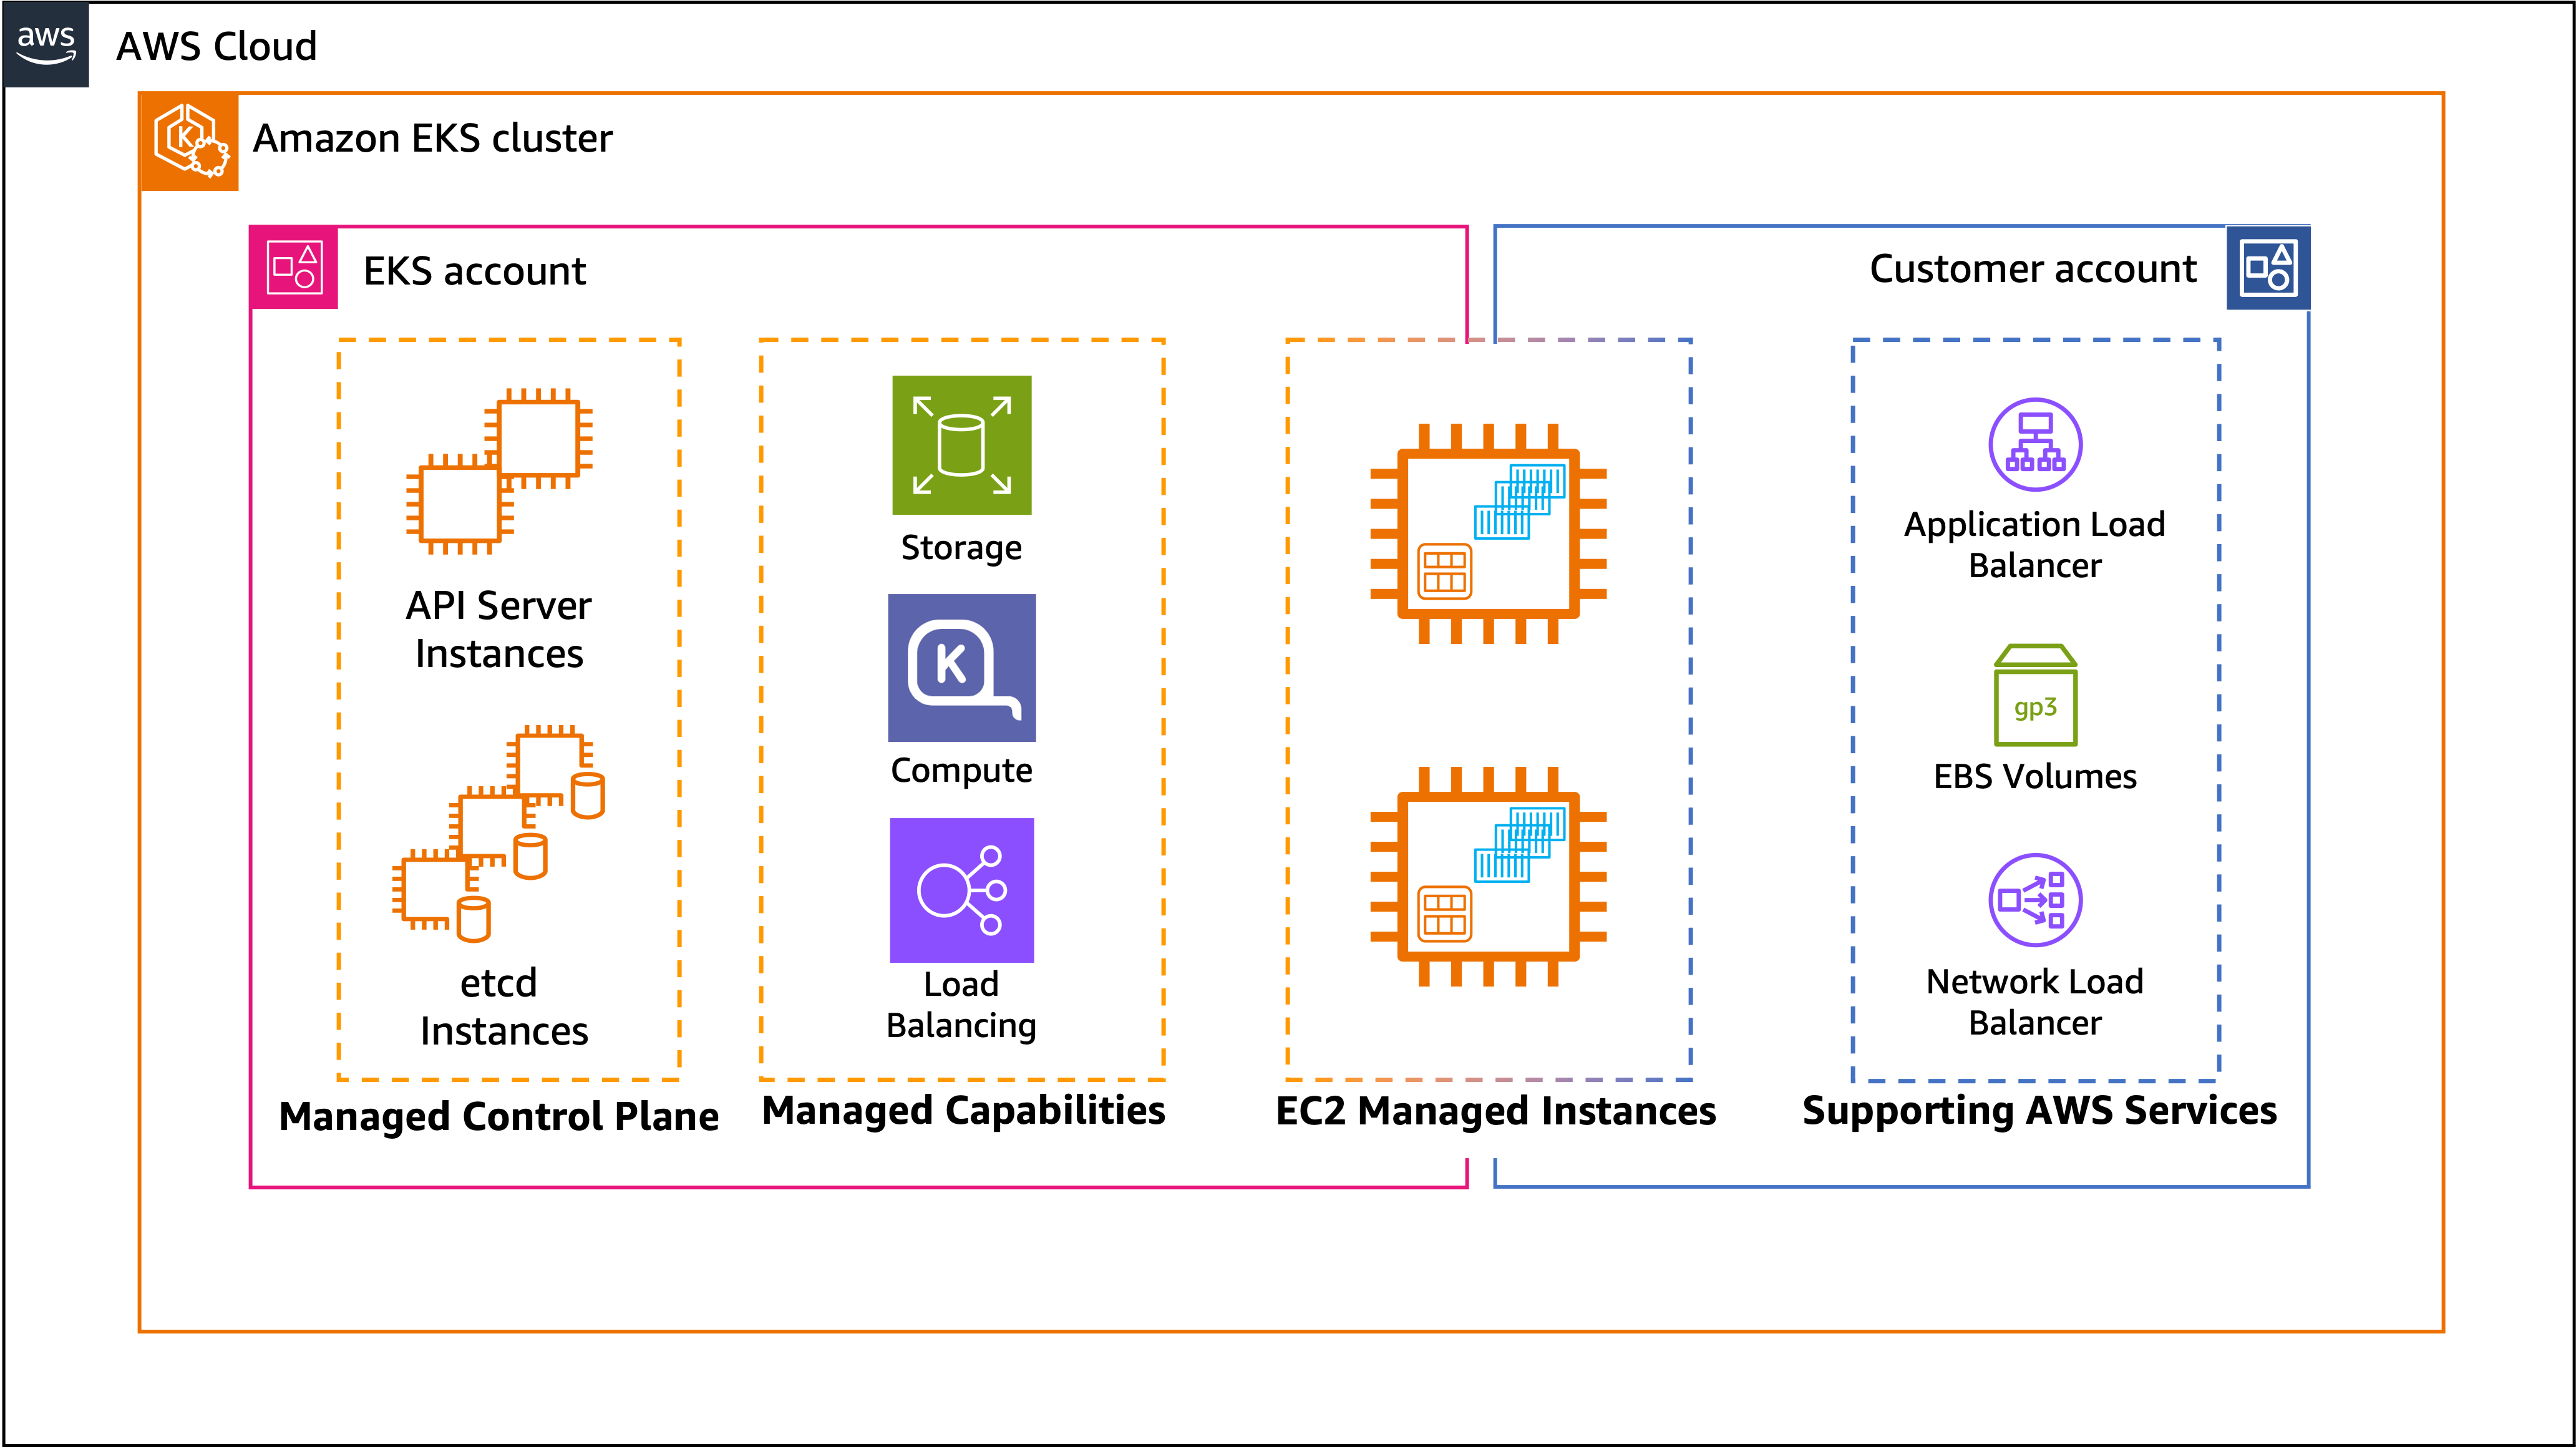 aws
AWS Cloud
K
Amazon EKS cluster
EKS account
Customer account
API Server
Instances
etcd
Instances
Managed Control Plane
Storage
K
Compute
Load
Balancing
Managed Capabilities
EC2 Managed Instances
Application Load
Balancer
gp3
EBS Volumes
Network Load
Balancer
Supporting AWS Services